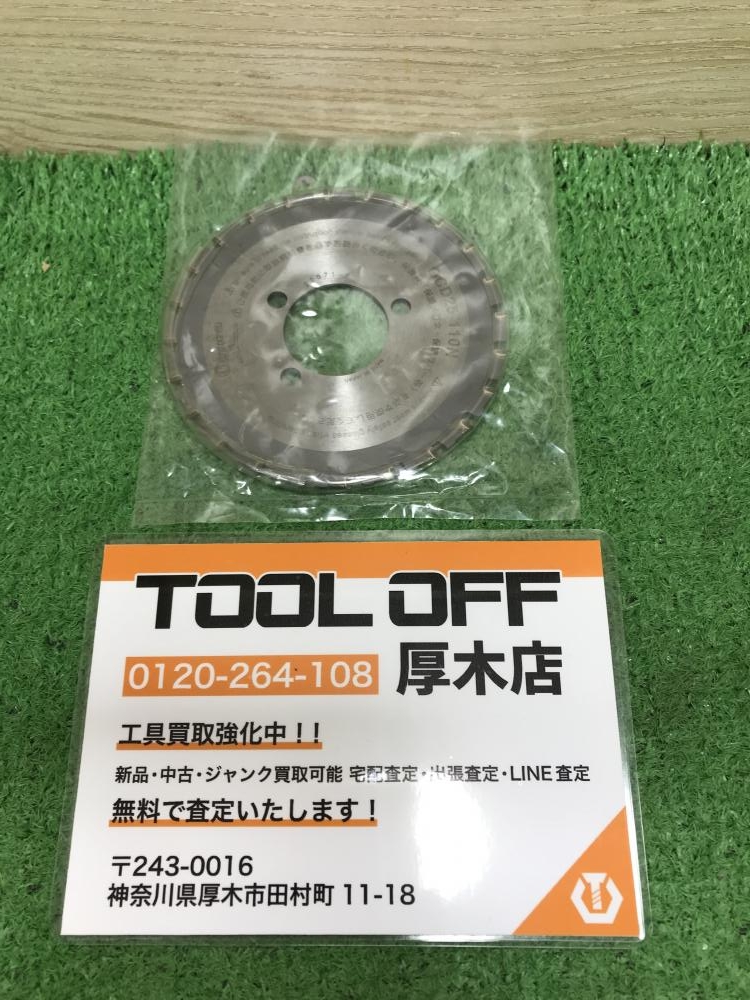 TOOL OFF
0120-264-108 厚木店
工具買取強化中！！
新品・中古・ジャンク買取可能 宅配査定・出張査定・LINE査定
無料で査定いたします！
〒243-0016
神奈川県厚木市田村町 11-18